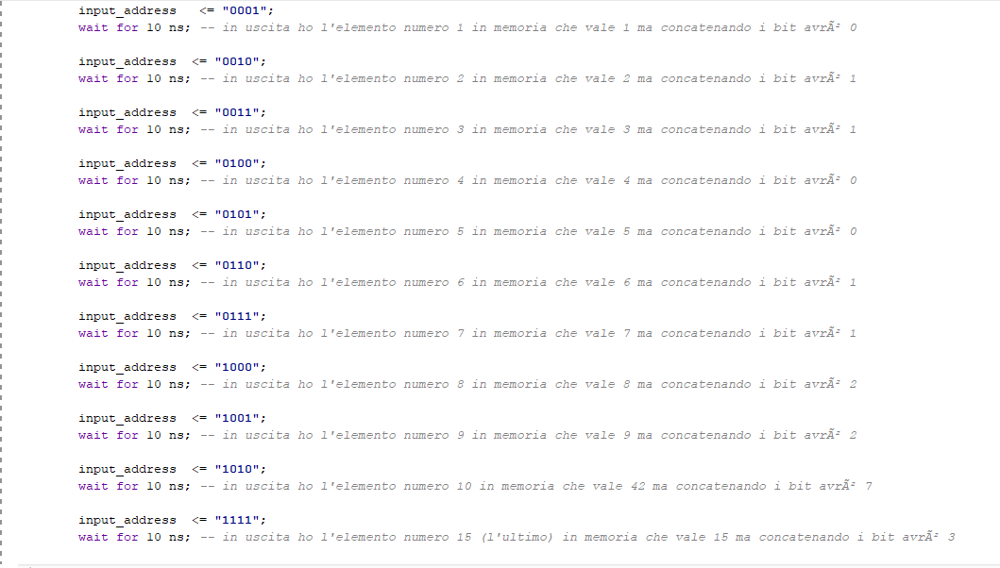 input_address   <= "0001";
wait for 10 ns; -- in uscita ho l'elemento numero 1 in memoria che vale 1 ma concatenando i bit avrÃ² 0
input_address  <= "0010";
wait for 10 ns; -- in uscita ho l'elemento numero 2 in memoria che vale 2 ma concatenando i bit avrÃ² 1
input_address  <= "0011";
wait for 10 ns; -- in uscita ho l'elemento numero 3 in memoria che vale 3 ma concatenando i bit avrÃ² 1
input_address  <= "0100";
wait for 10 ns; -- in uscita ho l'elemento numero 4 in memoria che vale 4 ma concatenando i bit avrÃ² 0
input_address  <= "0101";
wait for 10 ns; -- in uscita ho l'elemento numero 5 in memoria che vale 5 ma concatenando i bit avrÃ² 0
input_address  <= "0110";
wait for 10 ns; -- in uscita ho l'elemento numero 6 in memoria che vale 6 ma concatenando i bit avrÃ² 1
input_address  <= "0111";
wait for 10 ns; -- in uscita ho l'elemento numero 7 in memoria che vale 7 ma concatenando i bit avrÃ² 1
input_address  <= "1000";
wait for 10 ns; -- in uscita ho l'elemento numero 8 in memoria che vale 8 ma concatenando i bit avrÃ² 2
input_address  <= "1001";
wait for 10 ns; -- in uscita ho l'elemento numero 9 in memoria che vale 9 ma concatenando i bit avrÃ² 2
input_address  <= "1010";
wait for 10 ns; -- in uscita ho l'elemento numero 10 in memoria che vale 42 ma concatenando i bit avrÃ² 7
input_address  <= "1111";
wait for 10 ns; -- in uscita ho l'elemento numero 15 (l'ultimo) in memoria che vale 15 ma concatenando i bit avrÃ² 3